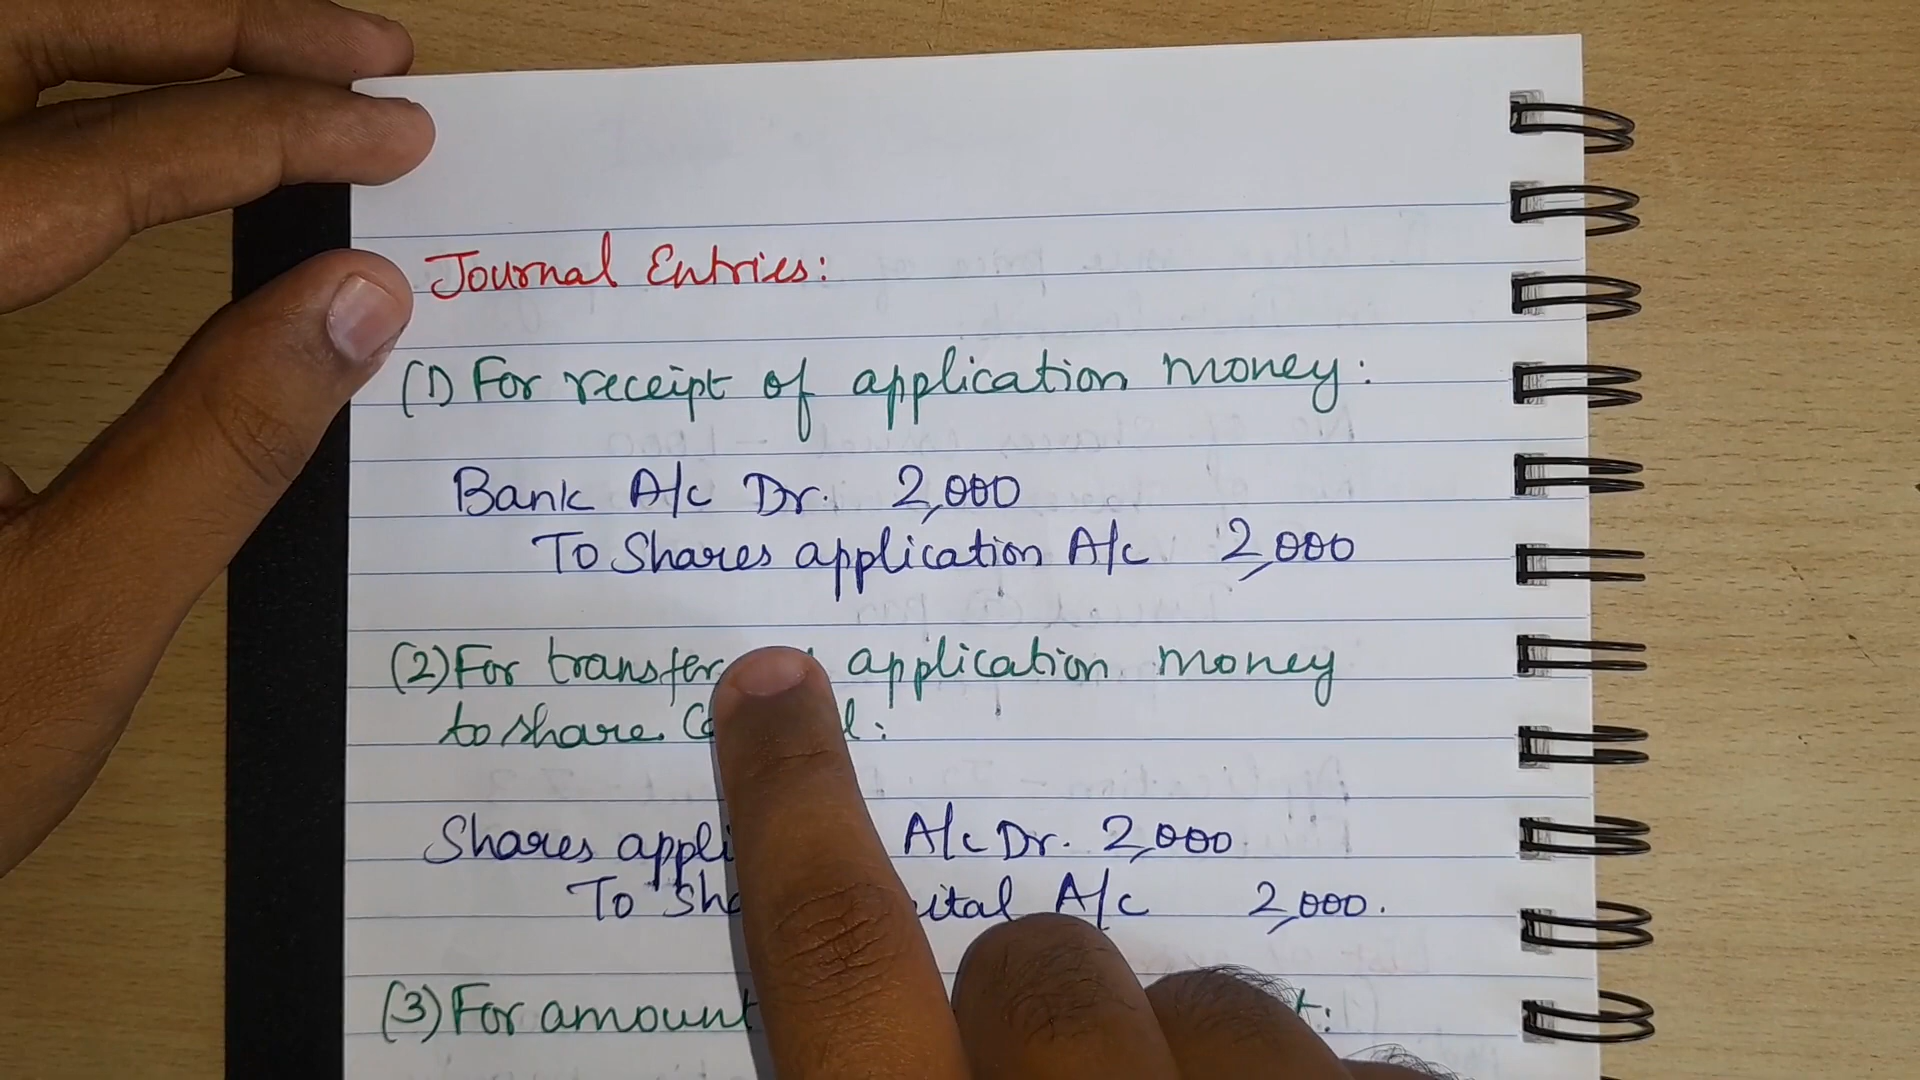 Journal Entries:
(1) For receipt of application money:
Bank A/c Dr. 2,000
To Shares application A/c 2,000
(2) For transfer application money
to share
Shares A/c Dr. 2,000
To A/c 2,000.
(3) For amount